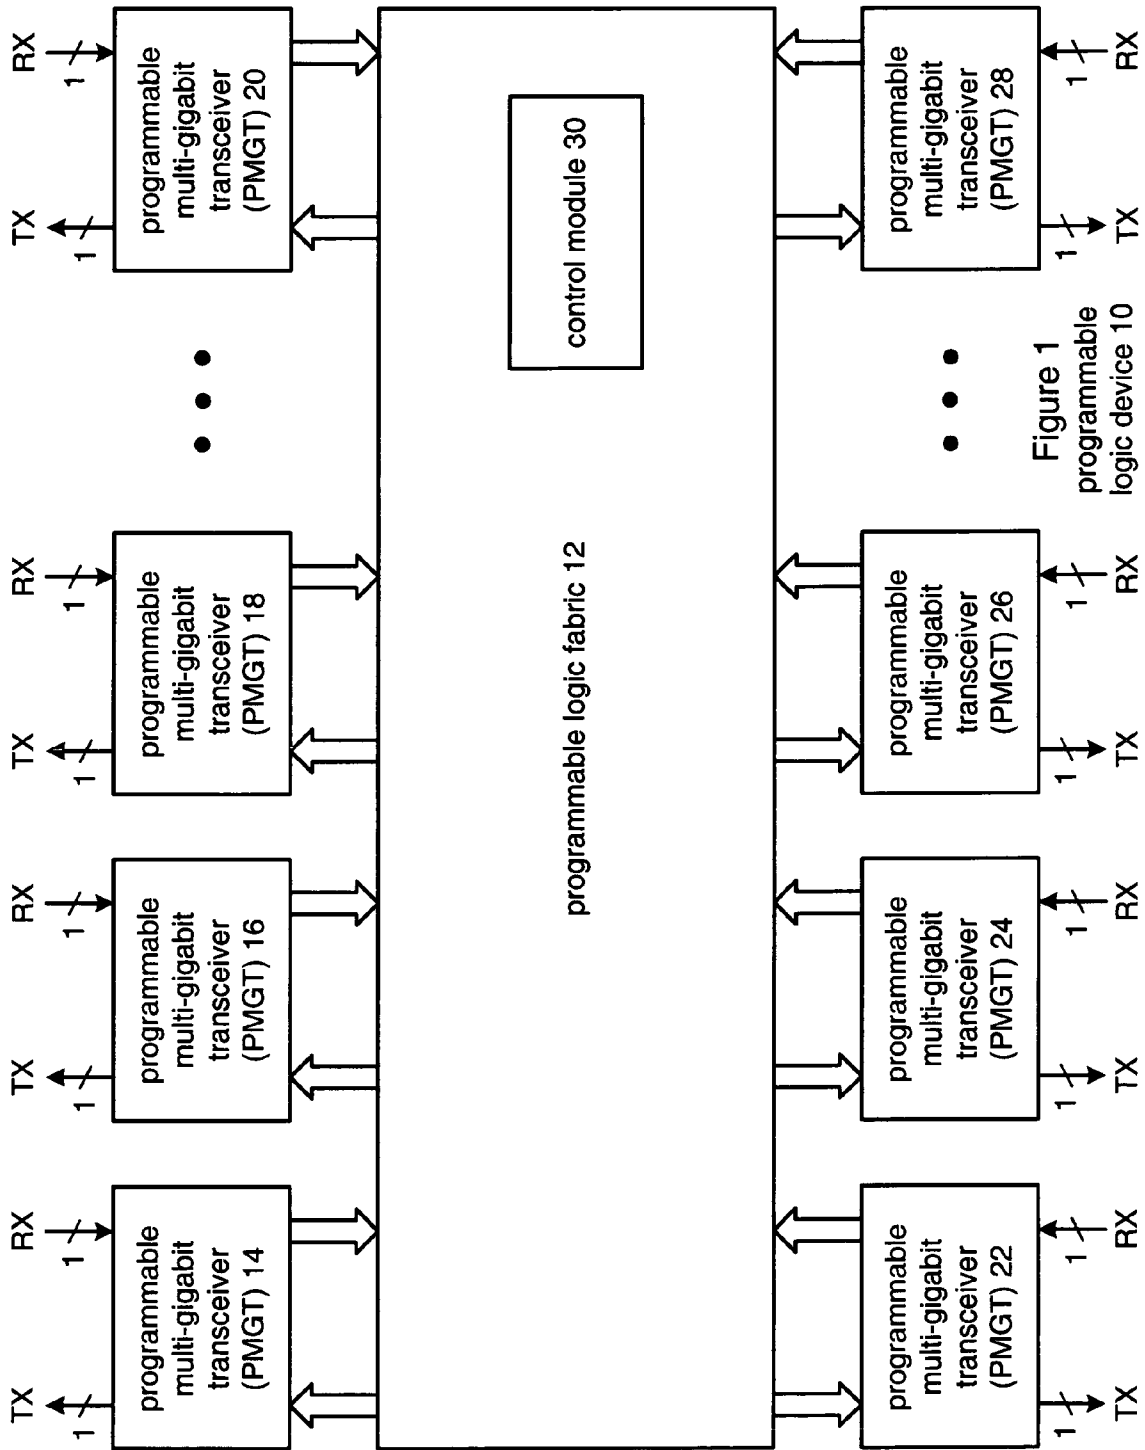 TX
RX
TX
RX
TX
RX
TX
RX
1
1
1
1
1
1
1
1
programmable
multi-gigabit
transceiver
(PMGT) 14
programmable
multi-gigabit
transceiver
(PMGT) 16
programmable
multi-gigabit
transceiver
(PMGT) 18
programmable
multi-gigabit
transceiver
(PMGT) 20
programmable logic fabric 12
control module 30
programmable
multi-gigabit
transceiver
(PMGT) 22
programmable
multi-gigabit
transceiver
(PMGT) 24
programmable
multi-gigabit
transceiver
(PMGT) 26
programmable
multi-gigabit
transceiver
(PMGT) 28
1
1
1
1
1
1
1
1
TX
RX
TX
RX
TX
RX
TX
RX
Figure 1
programmable
logic device 10